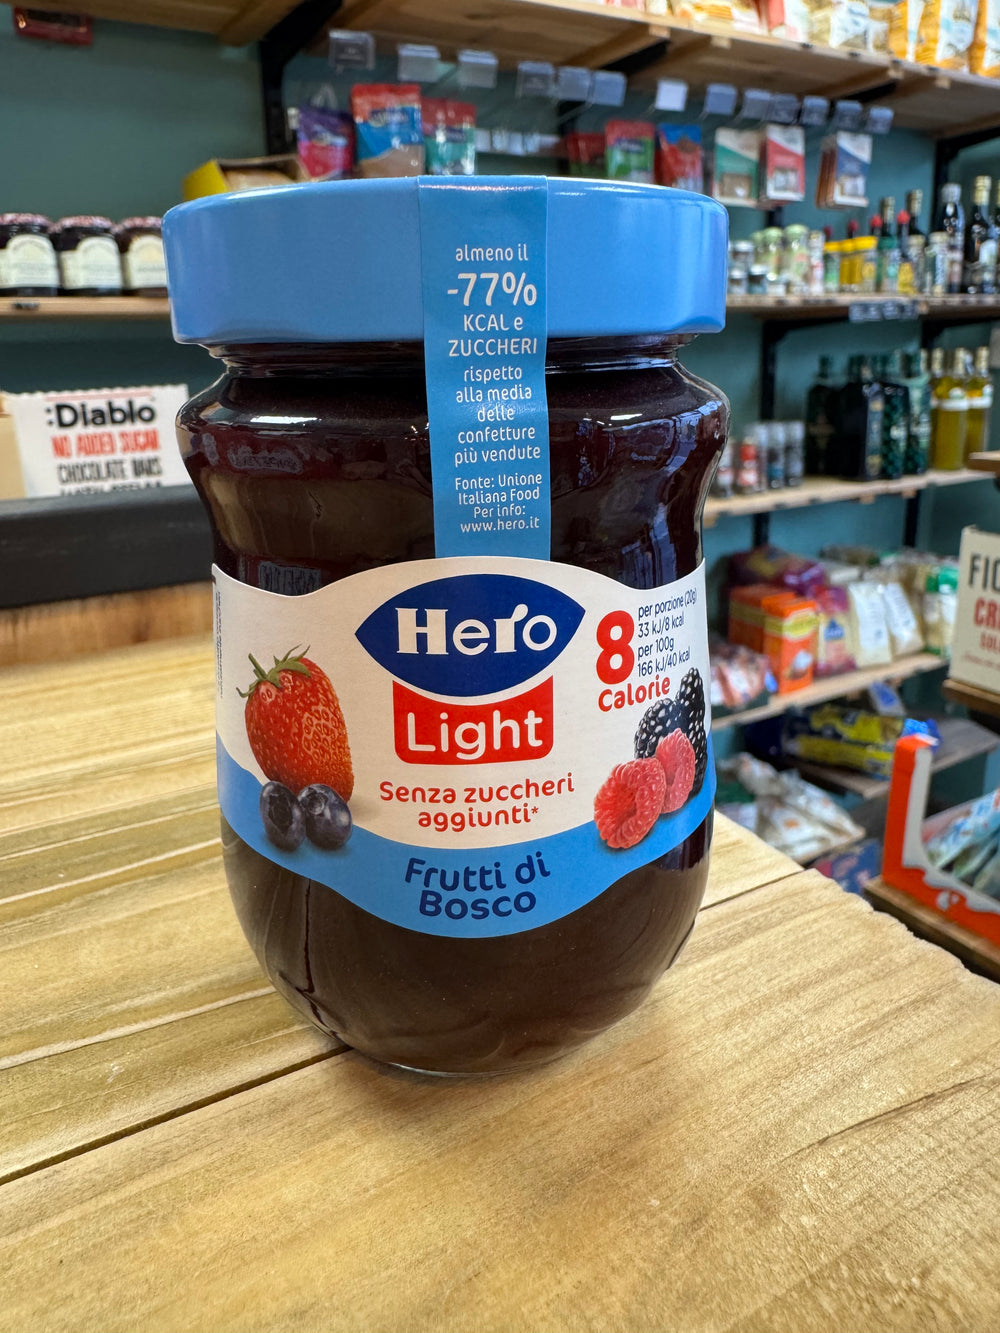 almeno il
-77%
KCAL e
ZUCCHERI
rispetto
alla media
delle
confetture
più vendute
Fonte: Unione
Italiana Food
Per info:
www.hero.it
Hero
Light
Senza zuccheri
aggiunti*
Frutti di
Bosco
8
Calorie
per porzione (20g)
33 kJ/8 kcal
per 100g
166 kJ/40 kcal
:Diablo
NO ADDED SUGAR
CHOCOLATE BARS